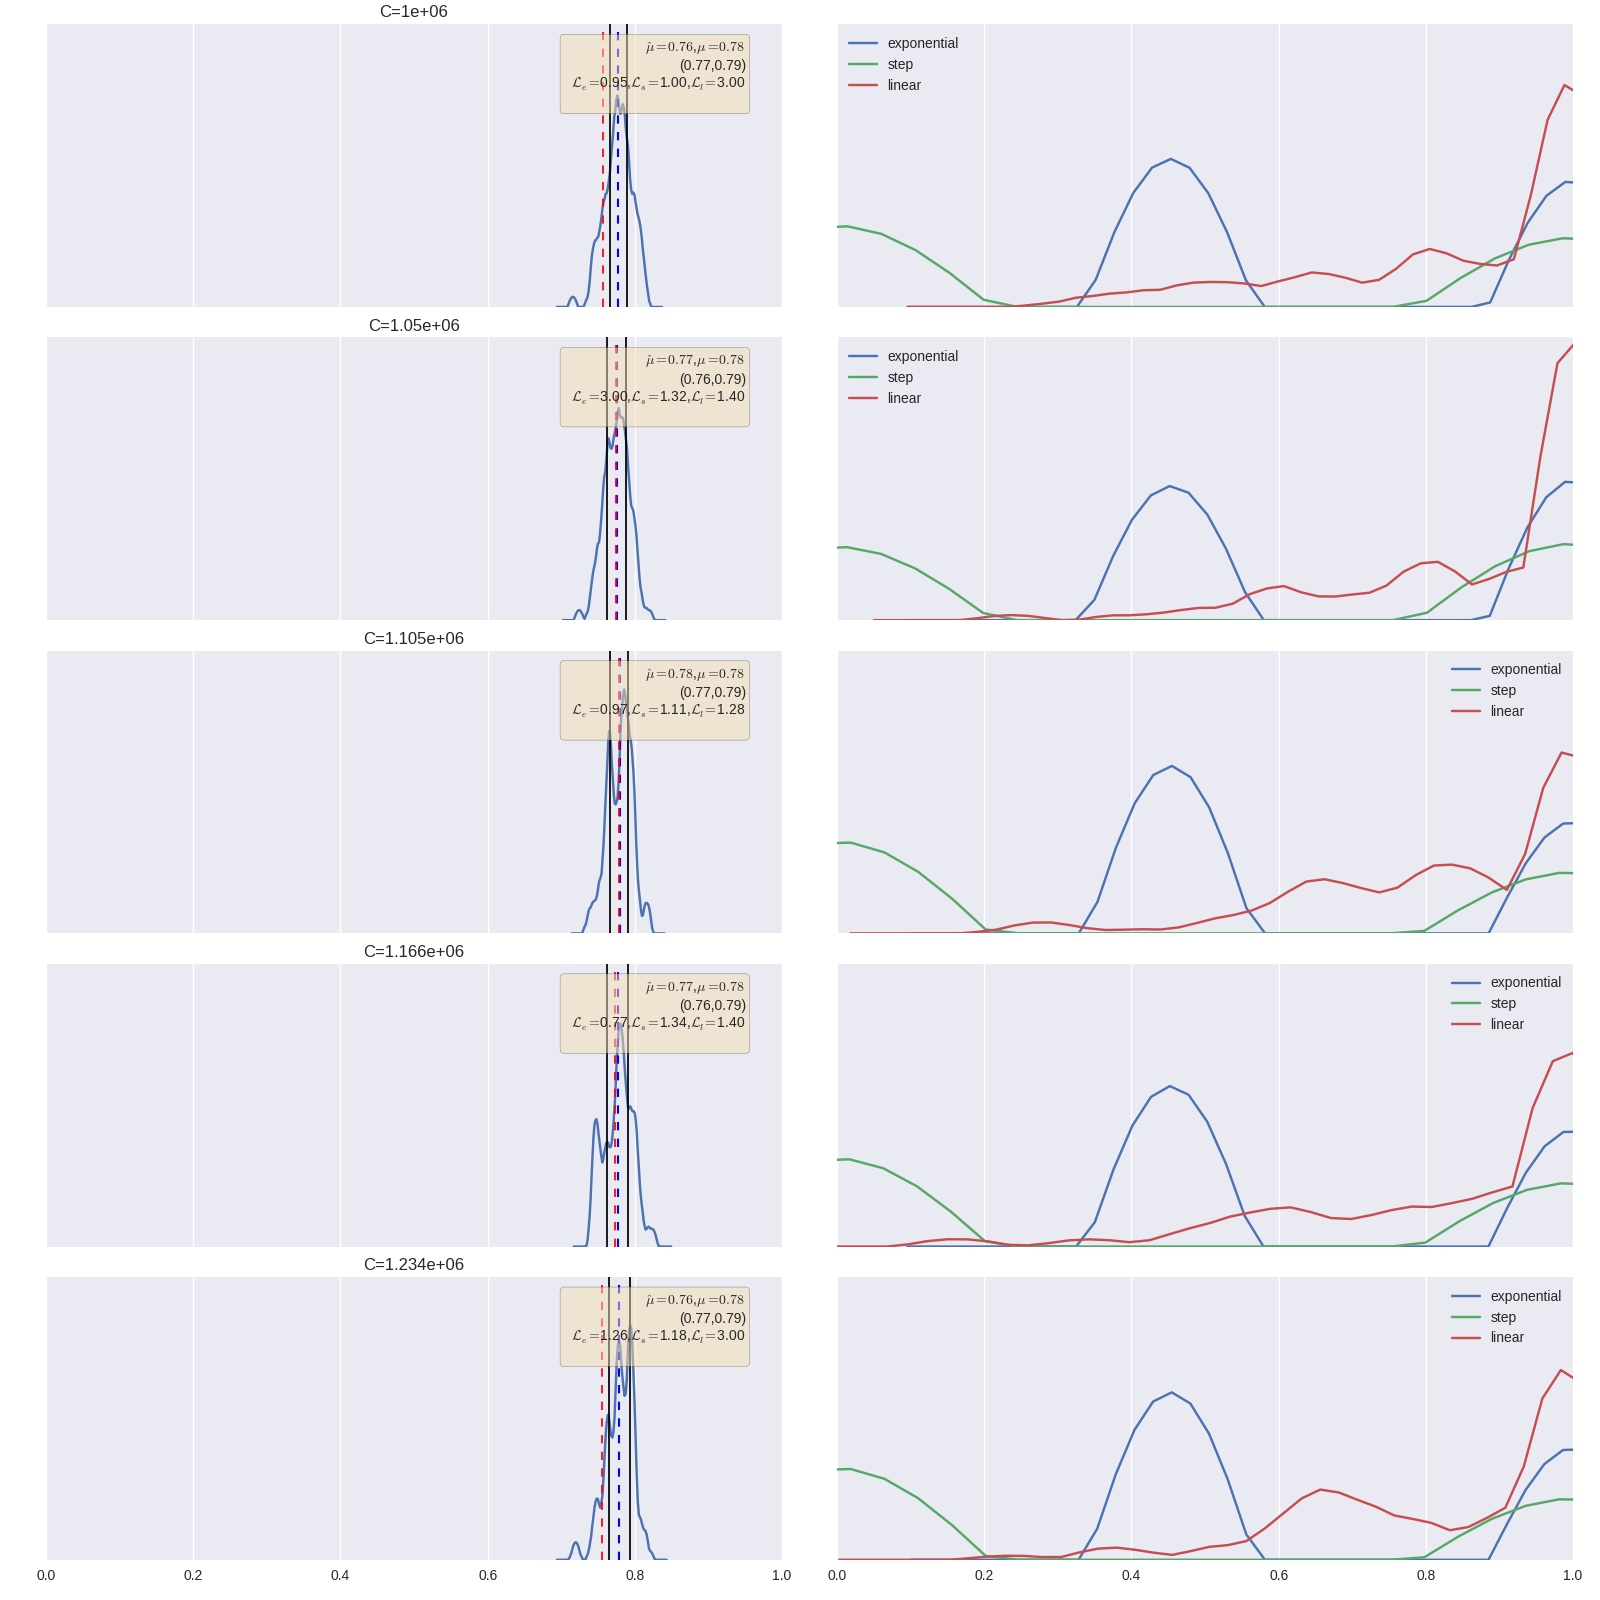 C=1e+06
μ̂=0.76,μ=0.78
(0.77,0.79)
ℒₑ=0.95,ℒₛ=1.00,ℒₗ=3.00
exponential
step
linear
C=1.05e+06
μ̂=0.77,μ=0.78
(0.76,0.79)
ℒₑ=3.00,ℒₛ=1.32,ℒₗ=1.40
exponential
step
linear
C=1.105e+06
μ̂=0.78,μ=0.78
(0.77,0.79)
ℒₑ=0.97,ℒₛ=1.11,ℒₗ=1.28
exponential
step
linear
C=1.166e+06
μ̂=0.77,μ=0.78
(0.76,0.79)
ℒₑ=0.77,ℒₛ=1.34,ℒₗ=1.40
exponential
step
linear
C=1.234e+06
μ̂=0.76,μ=0.78
(0.77,0.79)
ℒₑ=1.26,ℒₛ=1.18,ℒₗ=3.00
exponential
step
linear
0.0 0.2 0.4 0.6 0.8 1.0
0.0 0.2 0.4 0.6 0.8 1.0